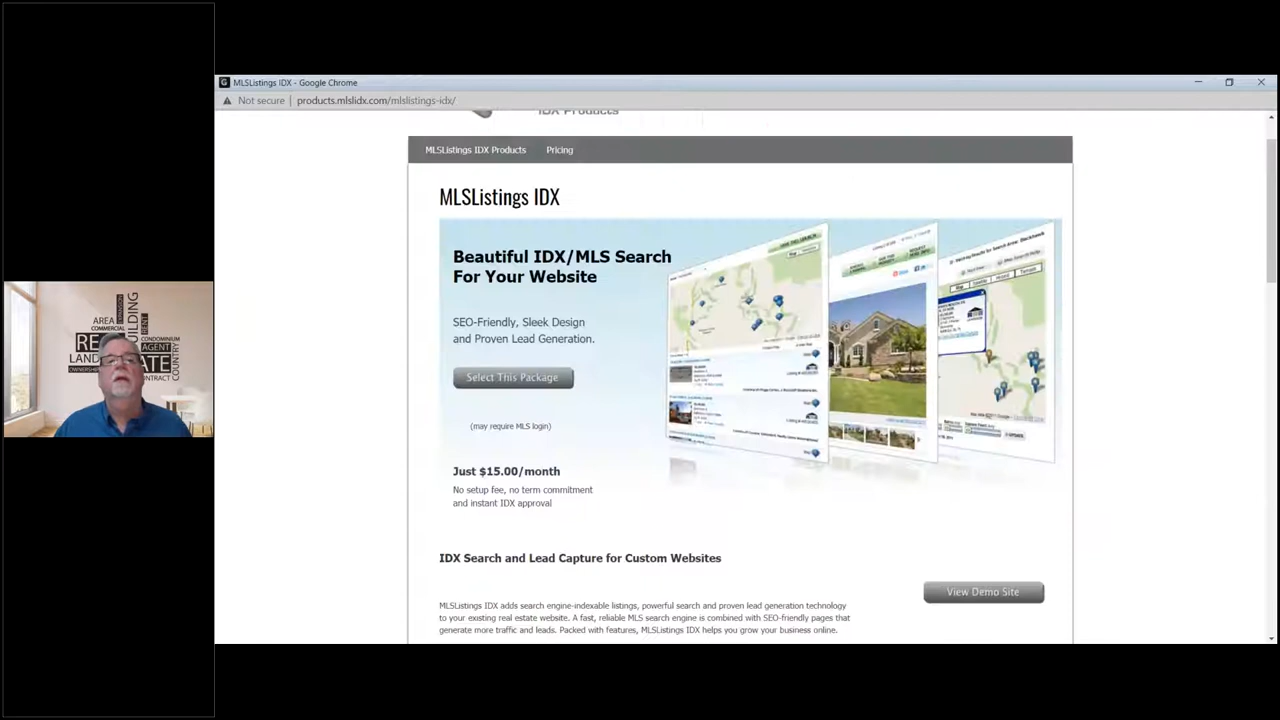 MLSListings IDX - Google Chrome
Not secure | products.mlslidx.com/mlslistings-idx/
IDX Products
MLSListings IDX Products Pricing
MLSListings IDX
Beautiful IDX/MLS Search
For Your Website
SEO-Friendly, Sleek Design
and Proven Lead Generation.
Select This Package
(may require MLS login)
Just $15.00/month
No setup fee, no term commitment
and instant IDX approval
IDX Search and Lead Capture for Custom Websites
View Demo Site
MLSListings IDX adds search engine-indexable listings, powerful search and proven lead generation technology
to your existing real estate website. A fast, reliable MLS search engine is combined with SEO-friendly pages that
generate more traffic and leads. Packed with features, MLSListings IDX helps you grow your business online.
AREA
COMMERCIAL
BUILDING
CONDOMINIUM
AGENT
LAND
COUNTRY